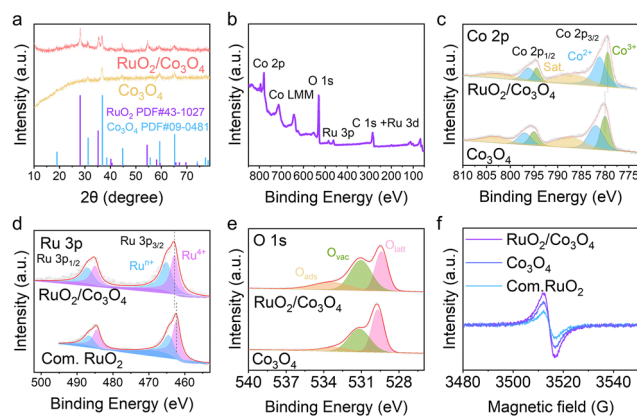 a
Intensity (a.u.)
RuO₂/Co₃O₄
Co₃O₄
RuO₂ PDF#43-1027
Co₃O₄ PDF#09-0481
10 20 30 40 50 60 70
2θ (degree)
b
Intensity (a.u.)
Co 2p
Co LMM
O 1s
Ru 3p
C 1s +Ru 3d
800 700 600 500 400 300 200 100
Binding Energy (eV)
c
Intensity (a.u.)
Co 2p
Co 2p₃/₂
Co 2p₁/₂
Co²⁺
Co³⁺
Sat.
RuO₂/Co₃O₄
Co₃O₄
810 805 800 795 790 785 780 775
Binding Energy (eV)
d
Intensity (a.u.)
Ru 3p
Ru 3p₃/₂
Ru 3p₁/₂
Ruⁿ⁺
Ru⁴⁺
RuO₂/Co₃O₄
Com. RuO₂
500 490 480 470 460
Binding Energy (eV)
e
Intensity (a.u.)
O 1s
Oₗₐₜₜ
Oᵥₐc
Oₐdₛ
RuO₂/Co₃O₄
Co₃O₄
540 537 534 531 528
Binding Energy (eV)
f
Intensity (a.u.)
RuO₂/Co₃O₄
Co₃O₄
Com.RuO₂
3480 3510 3540
Magnetic field (G)